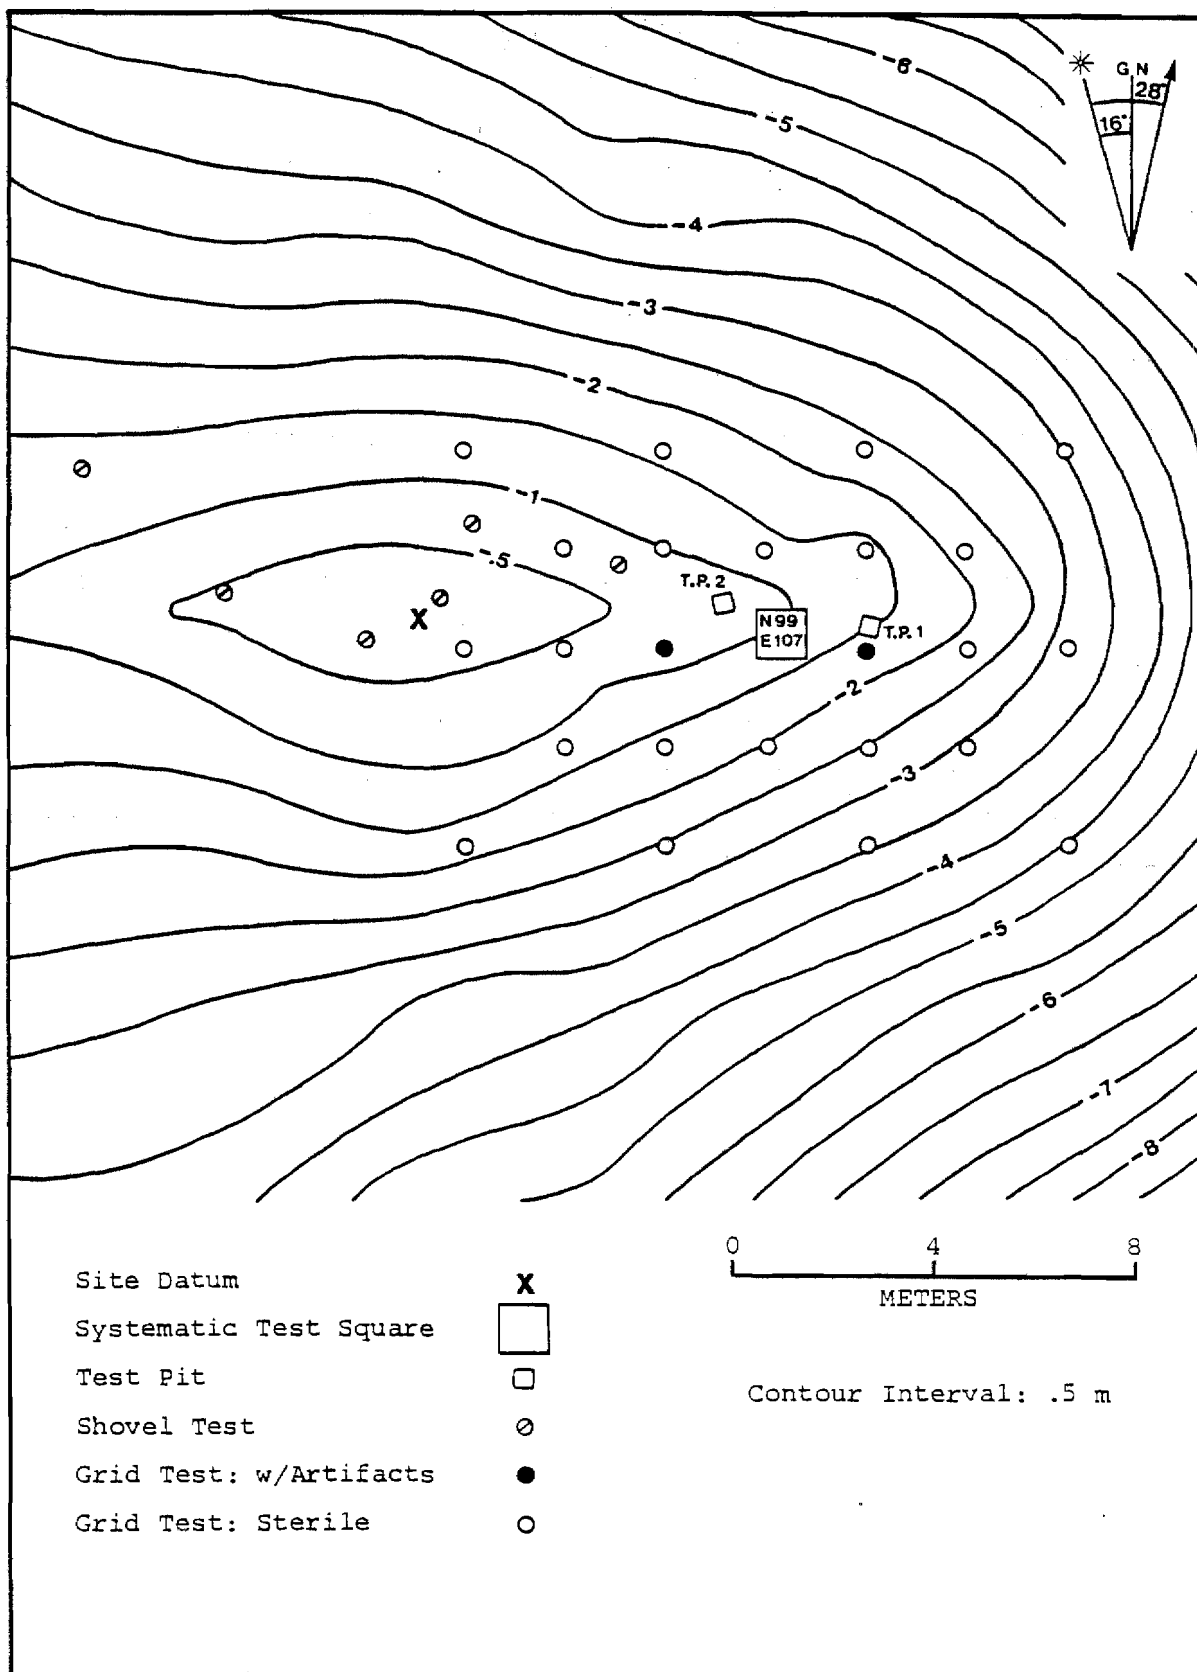 -6
G.N
28°
16°
-5
-4
-3
-2
-1
-.5
T.P. 2
N99
E107
T.P. 1
-2
-3
-4
-5
-6
-7
-8
0 4 8
METERS
Site Datum X
Systematic Test Square
Test Pit
Shovel Test
Grid Test: w/Artifacts
Grid Test: Sterile
Contour Interval: .5 m